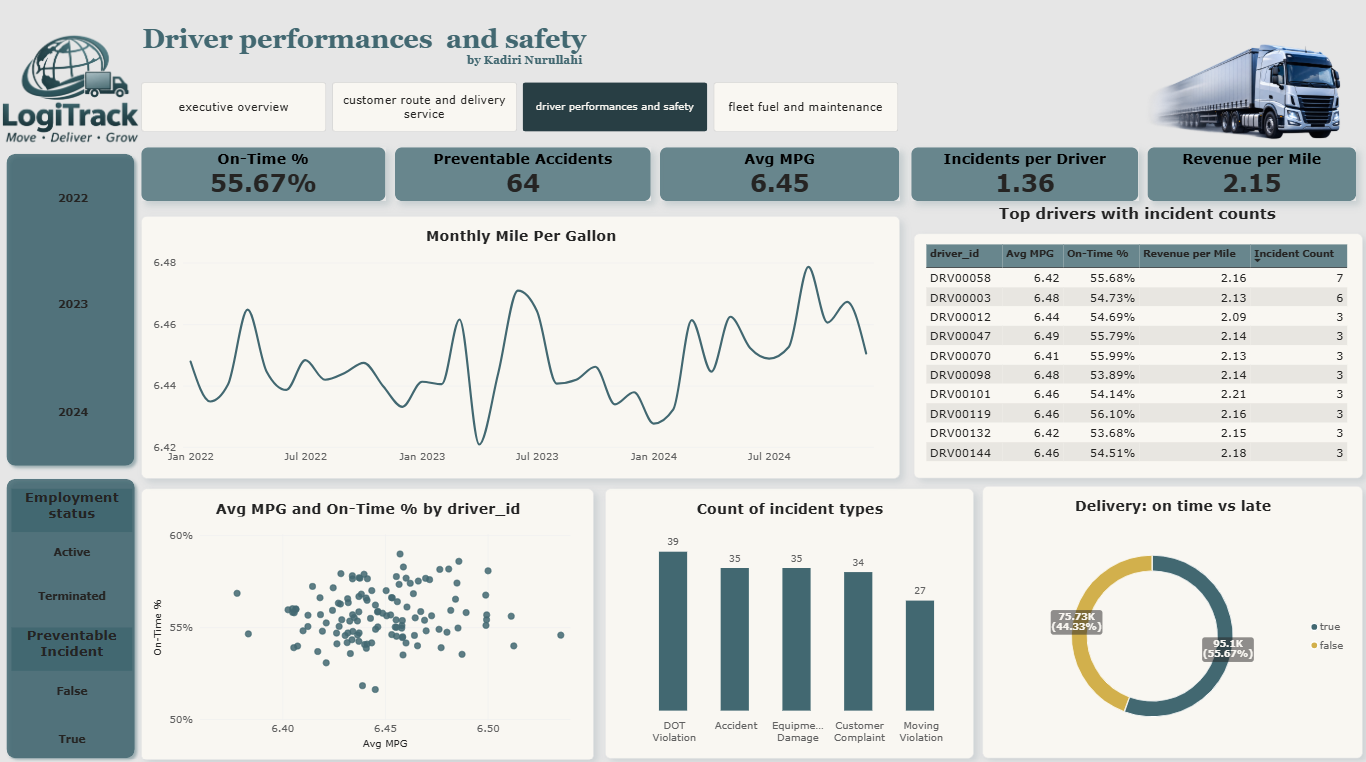 Driver performances and safety
by Kadiri Nurullahi
LogiTrack
Move • Deliver • Grow
executive overview
customer route and delivery
service
driver performances and safety
fleet fuel and maintenance
On-Time %
55.67%
Preventable Accidents
64
Avg MPG
6.45
Incidents per Driver
1.36
Revenue per Mile
2.15
2022
2023
2024
Monthly Mile Per Gallon
6.48
6.46
6.44
6.42
Jan 2022 Jul 2022 Jan 2023 Jul 2023 Jan 2024 Jul 2024
Top drivers with incident counts
driver_id Avg MPG On-Time % Revenue per Mile Incident Count
DRV00058 6.42 55.68% 2.16 7
DRV00003 6.48 54.73% 2.13 6
DRV00012 6.44 54.69% 2.09 3
DRV00047 6.49 55.79% 2.14 3
DRV00070 6.41 55.99% 2.13 3
DRV00098 6.48 53.89% 2.14 3
DRV00101 6.46 54.14% 2.21 3
DRV00119 6.46 56.10% 2.16 3
DRV00132 6.42 53.68% 2.15 3
DRV00144 6.46 54.51% 2.18 3
Employment
status
Active
Terminated
Preventable
Incident
False
True
Avg MPG and On-Time % by driver_id
On-Time %
60%
55%
50%
6.40 6.45 6.50
Avg MPG
Count of incident types
39 35 35 34 27
DOT
Violation
Accident
Equipme...
Damage
Customer
Complaint
Moving
Violation
Delivery: on time vs late
75.73K
(44.33%)
95.1K
(55.67%)
true
false